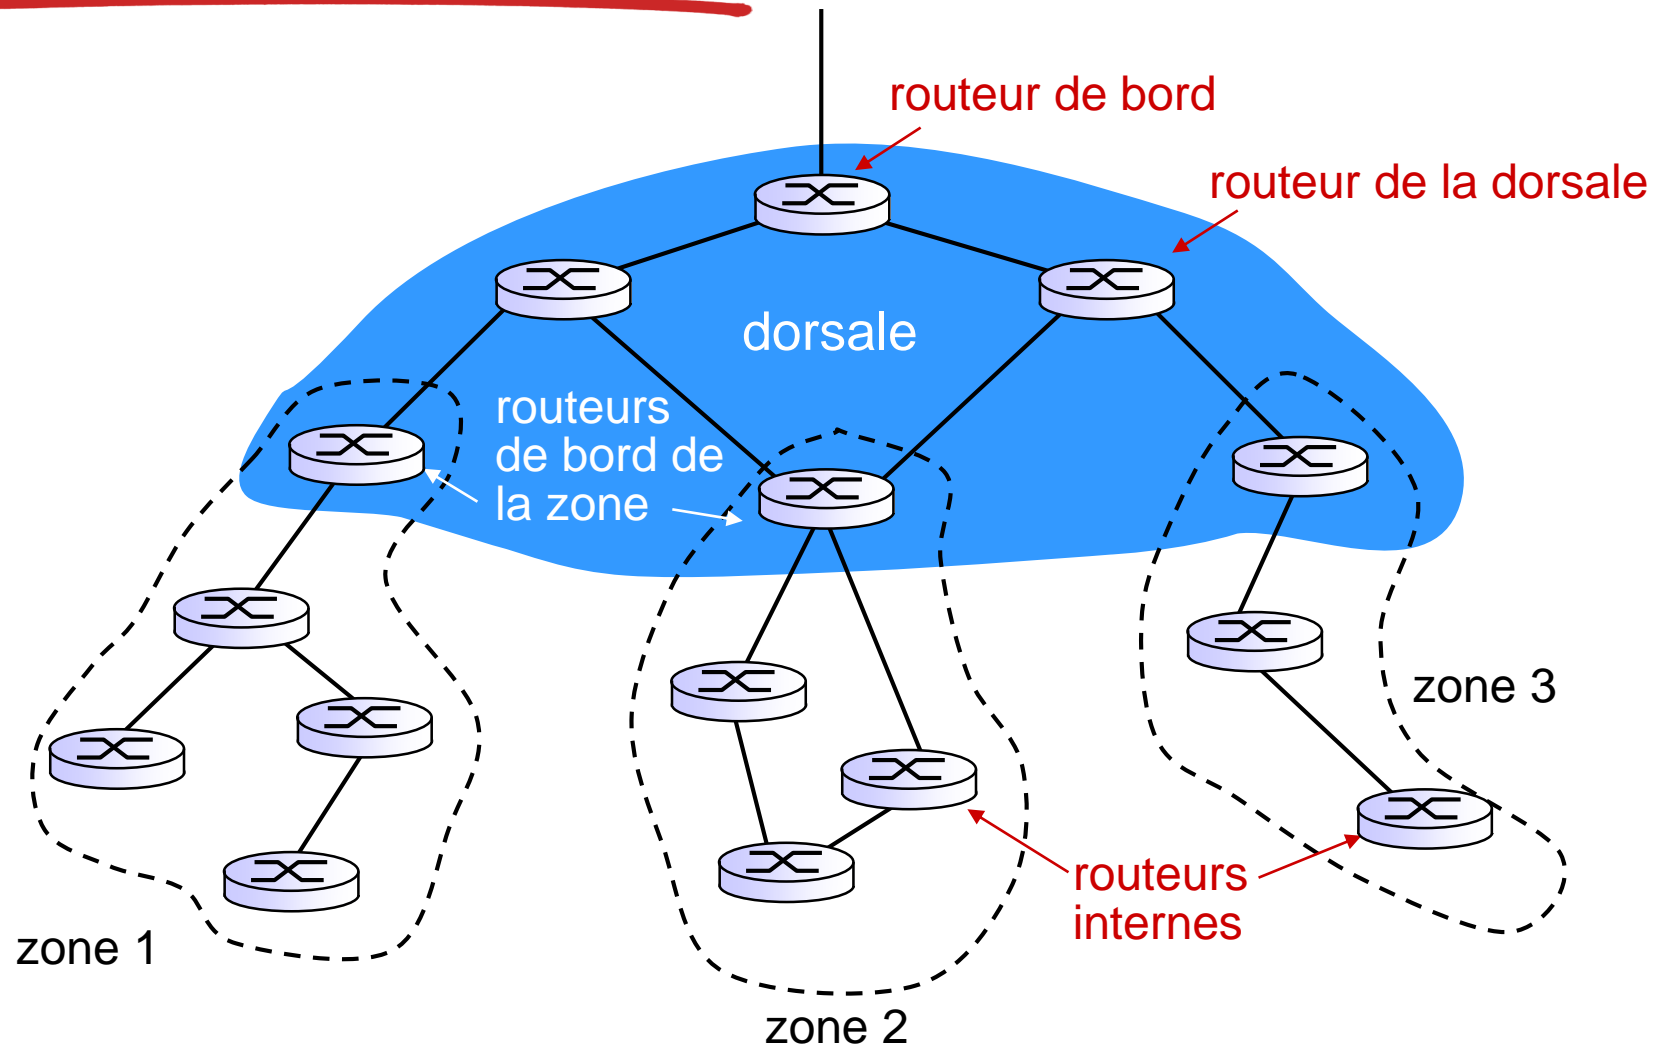 routeur de bord
routeur de la dorsale
dorsale
routeurs
de bord de
la zone
zone 3
routeurs
internes
zone 1
zone 2